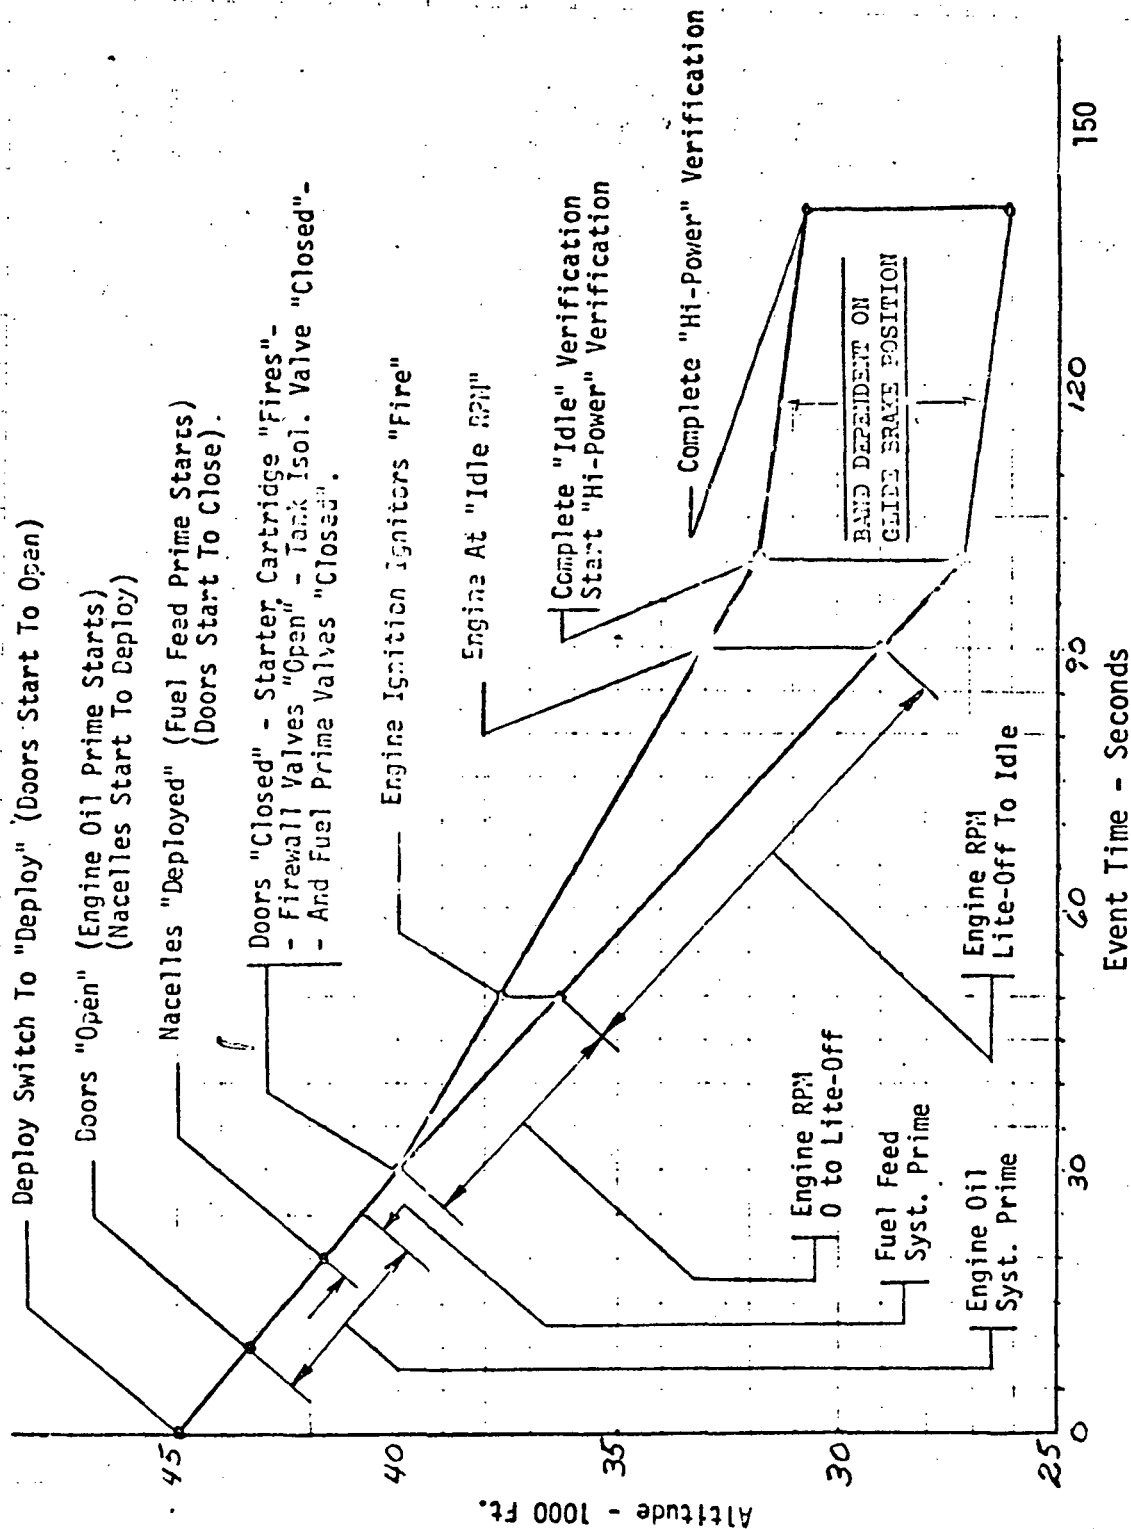 Deploy Switch To "Deploy" (Doors Start To Open)
Doors "Open" (Engine Oil Prime Starts)
(Nacelles Start To Deploy)
Nacelles "Deployed" (Fuel Feed Prime Starts)
(Doors Start To Close).
Doors "Closed" - Starter Cartridge "Fires"-
- Firewall Valves "Open" - Tank Isol. Valve "Closed"-
- And Fuel Prime Valves "Closed".
Engine Ignition Ignitors "Fire"
Engine At "Idle RPM"
Complete "Idle" Verification
Start "Hi-Power" Verification
Complete "Hi-Power" Verification
BAND DEPENDENT ON
GLIDE BRAKE POSITION
Engine RPM
Lite-Off To Idle
Engine RPM
0 to Lite-Off
Fuel Feed
Syst. Prime
Engine Oil
Syst. Prime
Altitude - 1000 Ft.
45
40
35
30
25
0
30
60
90
120
150
Event Time - Seconds